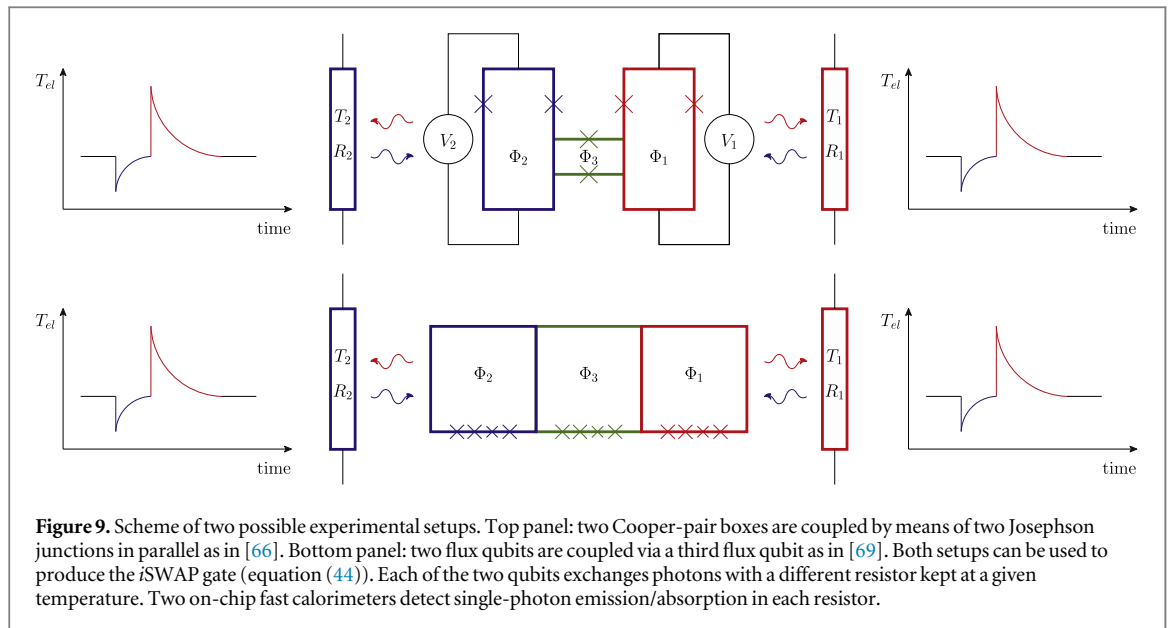 T_el
time
T_2
R_2
V_2
Φ_2
Φ_3
Φ_1
V_1
T_1
R_1
T_el
time
T_el
time
T_2
R_2
Φ_2
Φ_3
Φ_1
T_1
R_1
T_el
time
Figure 9. Scheme of two possible experimental setups. Top panel: two Cooper-pair boxes are coupled by means of two Josephson
junctions in parallel as in [66]. Bottom panel: two flux qubits are coupled via a third flux qubit as in [69]. Both setups can be used to
produce the iSWAP gate (equation (44)). Each of the two qubits exchanges photons with a different resistor kept at a given
temperature. Two on-chip fast calorimeters detect single-photon emission/absorption in each resistor.